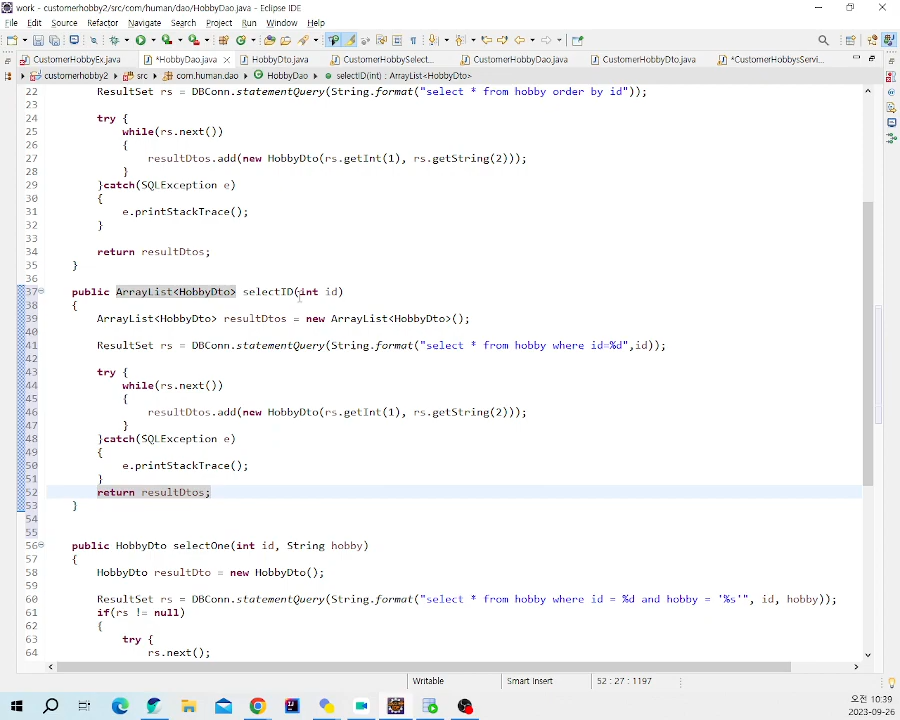 work - customerhobby2/src/com/human/dao/HobbyDao.java - Eclipse IDE
File Edit Source Refactor Navigate Search Project Run Window Help
CustomerHobbyEx.java *HobbyDao.java HobbyDto.java CustomerHobbySelect... CustomerHobbyDao.java CustomerHobbyDto.java *CustomerHobbysServi...
customerhobby2 src com.human.dao HobbyDao selectID(int) : ArrayList<HobbyDto>
22 ResultSet rs = DBConn.statementQuery(String.format("select * from hobby order by id"));
23
24 try {
25 while(rs.next())
26 {
27 resultDtos.add(new HobbyDto(rs.getInt(1), rs.getString(2)));
28 }
29 }catch(SQLException e)
30 {
31 e.printStackTrace();
32 }
33
34 return resultDtos;
35 }
36
37 public ArrayList<HobbyDto> selectID(int id)
38 {
39 ArrayList<HobbyDto> resultDtos = new ArrayList<HobbyDto>();
40
41 ResultSet rs = DBConn.statementQuery(String.format("select * from hobby where id=%d",id));
42
43 try {
44 while(rs.next())
45 {
46 resultDtos.add(new HobbyDto(rs.getInt(1), rs.getString(2)));
47 }
48 }catch(SQLException e)
49 {
50 e.printStackTrace();
51 }
52 return resultDtos;
53 }
54
55
56 public HobbyDto selectOne(int id, String hobby)
57 {
58 HobbyDto resultDto = new HobbyDto();
59
60 ResultSet rs = DBConn.statementQuery(String.format("select * from hobby where id = %d and hobby = '%s'", id, hobby));
61 if(rs != null)
62 {
63 try {
64 rs.next();
Writable Smart Insert 52 : 27 : 1197
오전 10:39
2023-09-26